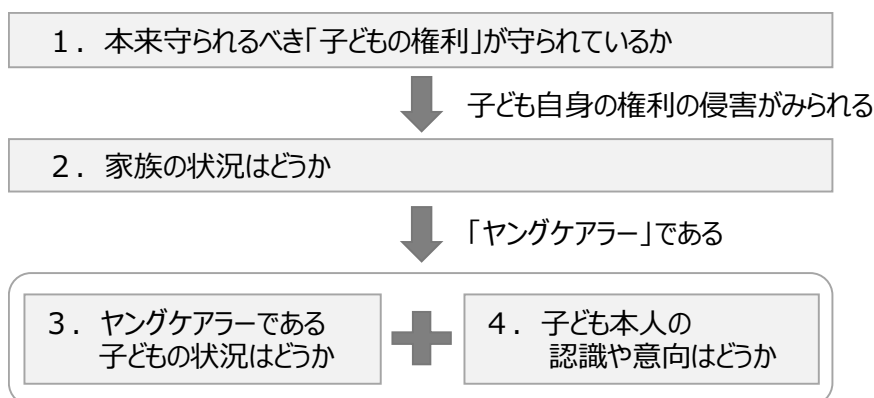 １．本来守られるべき「子どもの権利」が守られているか
子ども自身の権利の侵害がみられる
２．家族の状況はどうか
「ヤングケアラー」である
３．ヤングケアラーである
子どもの状況はどうか
４．子ども本人の
認識や意向はどうか